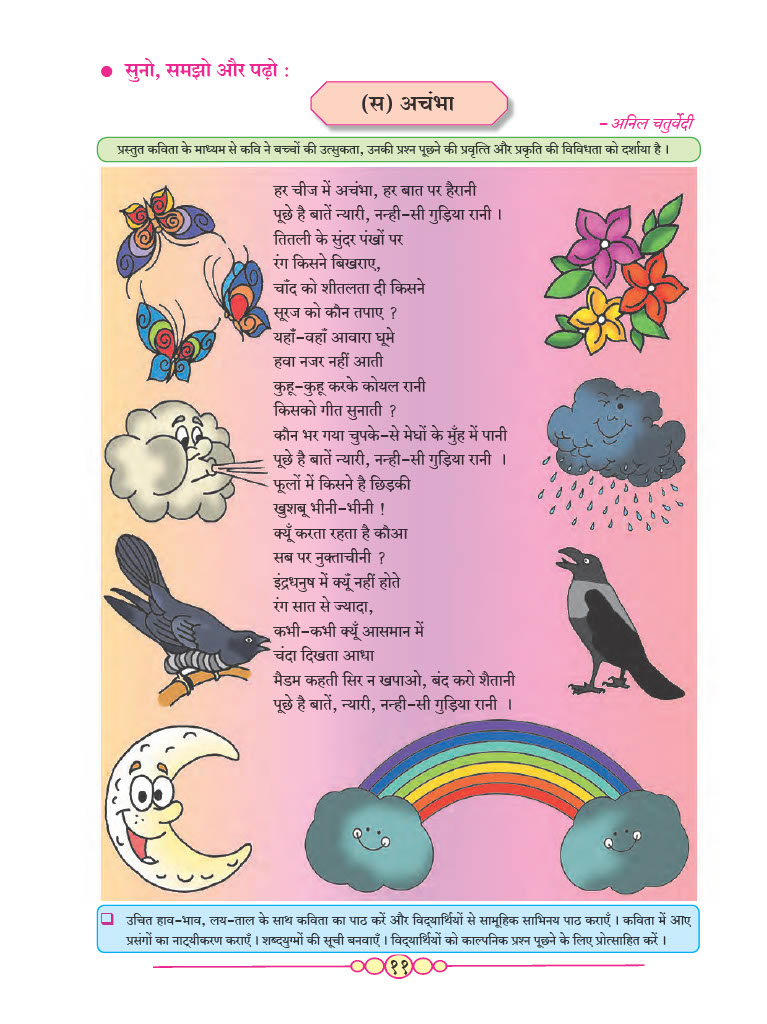 ● सुनो, समझो और पढ़ो :
(स) अचंभा
– अनिल चतुर्वेदी
प्रस्तुत कविता के माध्यम से कवि ने बच्चों की उत्सुकता, उनकी प्रश्न पूछने की प्रवृत्ति और प्रकृति की विविधता को दर्शाया है ।
हर चीज में अचंभा, हर बात पर हैरानी
पूछे है बातें न्यारी, नन्ही-सी गुड़िया रानी ।
तितली के सुंदर पंखों पर
रंग किसने बिखराए,
चाँद को शीतलता दी किसने
सूरज को कौन तपाए ?
यहाँ-वहाँ आवारा घूमे
हवा नजर नहीं आती
कुहू-कुहू करके कोयल रानी
किसको गीत सुनाती ?
कौन भर गया चुपके-से मेघों के मुँह में पानी
पूछे है बातें न्यारी, नन्ही-सी गुड़िया रानी ।
फूलों में किसने है छिड़की
खुशबू भीनी-भीनी !
क्यूँ करता रहता है कौआ
सब पर नुक्ताचीनी ?
इंद्रधनुष में क्यूँ नहीं होते
रंग सात से ज्यादा,
कभी-कभी क्यूँ आसमान में
चंदा दिखता आधा
मैडम कहती सिर न खपाओ, बंद करो शैतानी
पूछे है बातें, न्यारी, नन्ही-सी गुड़िया रानी ।
❑ उचित हाव-भाव, लय-ताल के साथ कविता का पाठ करें और विद्‌यार्थियों से सामूहिक साभिनय पाठ कराएँ । कविता में आए
प्रसंगों का नाट्‌यीकरण कराएँ । शब्दयुग्मों की सूची बनवाएँ । विद्‌यार्थियों को काल्पनिक प्रश्न पूछने के लिए प्रोत्साहित करें ।
११